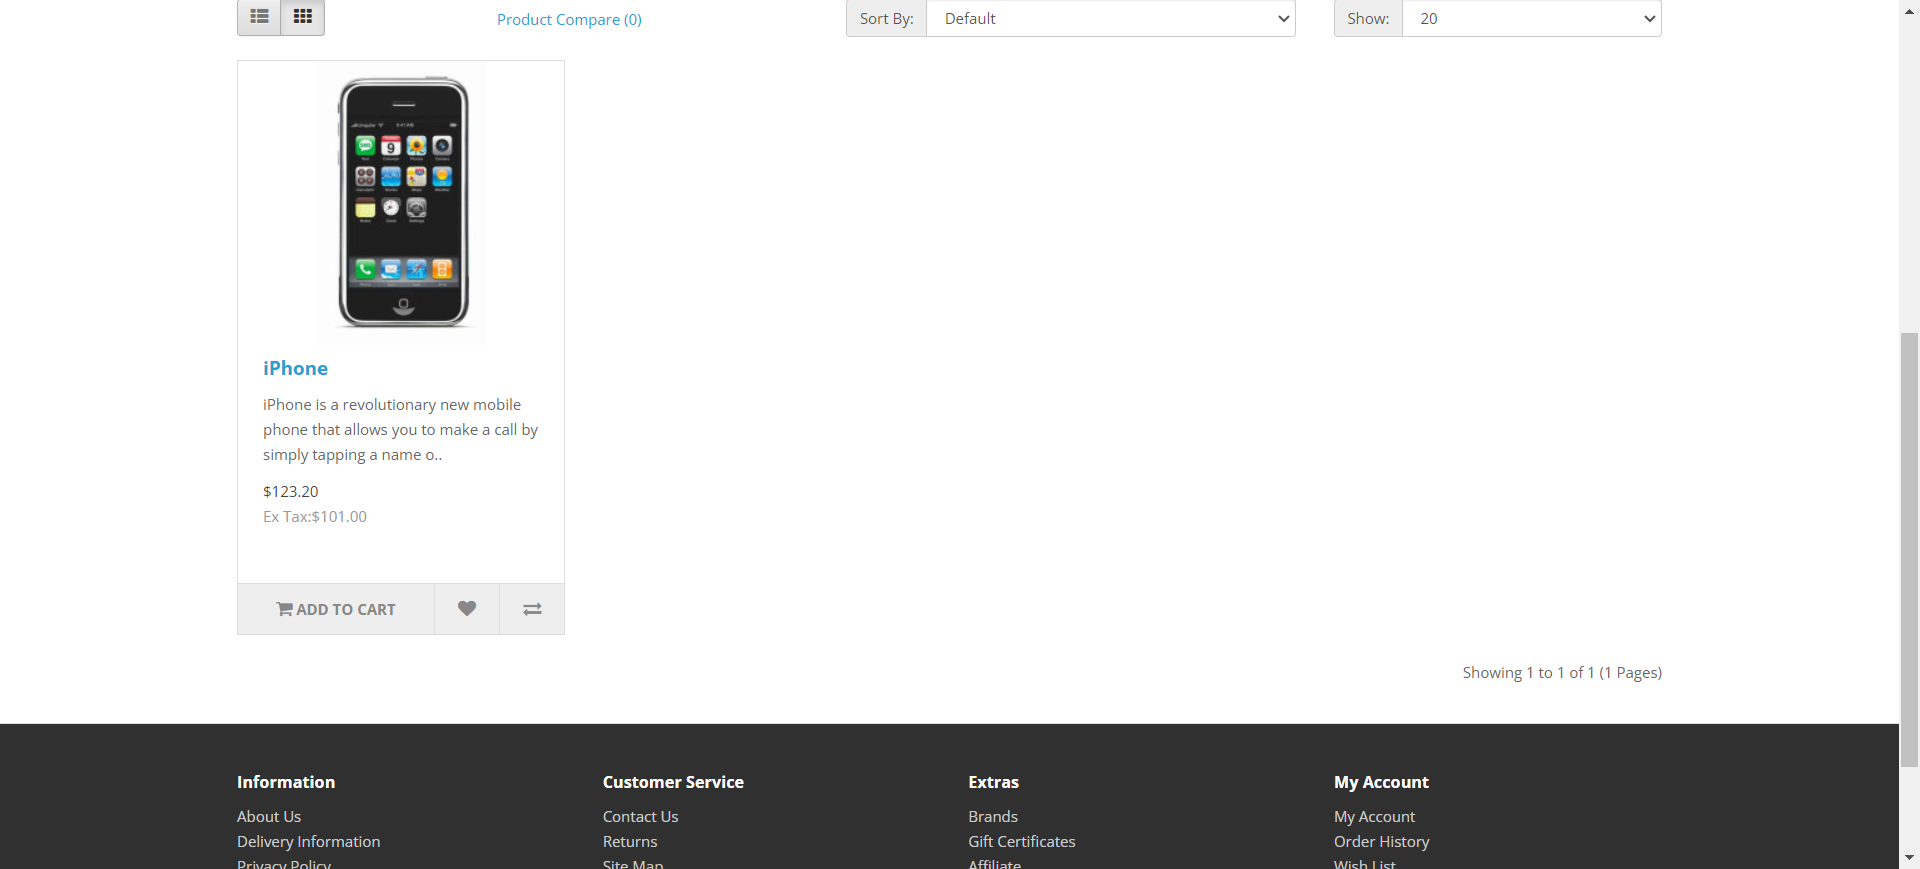 Product Compare (0)
Sort By:
Default
Show:
20
9
iPhone
iPhone is a revolutionary new mobile
phone that allows you to make a call by
simply tapping a name o..
$123.20
Ex Tax:$101.00
ADD TO CART
Showing 1 to 1 of 1 (1 Pages)
Information
Customer Service
Extras
My Account
About Us
Contact Us
Brands
My Account
Delivery Information
Returns
Gift Certificates
Order History
Privacy Policy
Site Map
Affiliate
Wish List